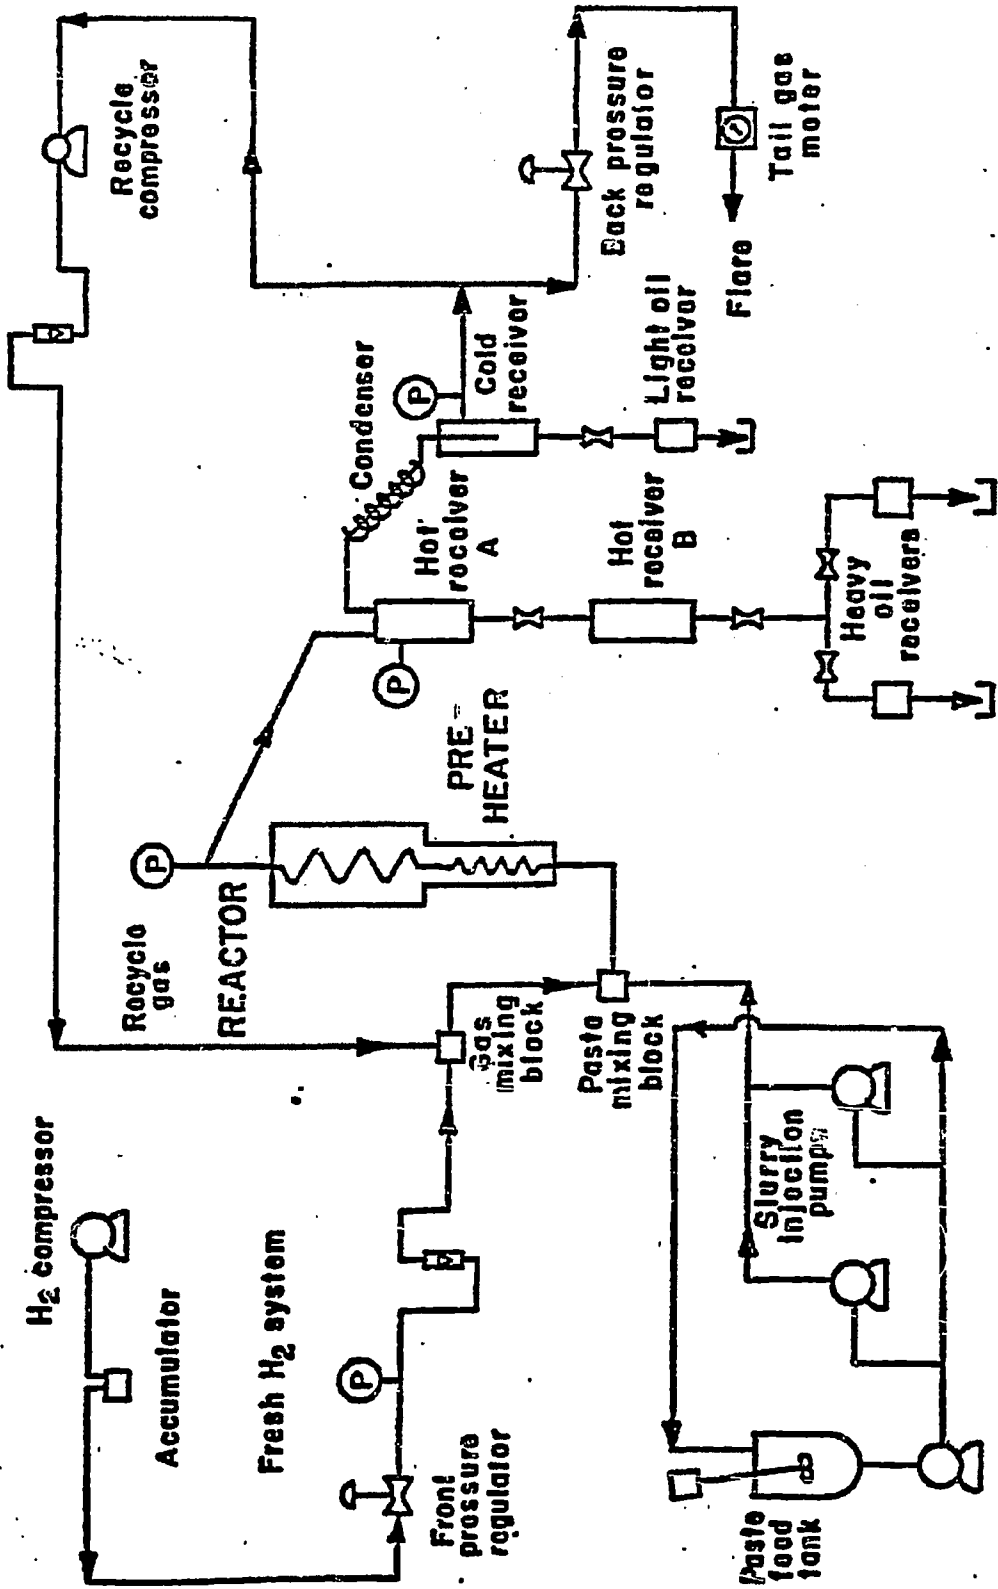 H2 compressor
Accumulator
Fresh H2 system
Front
pressure
regulator
Paste
feed
tank
Slurry
injection
pumps
Paste
mixing
block
Gas
mixing
block
Recycle
gas
REACTOR
PRE-
HEATER
P
P
P
P
Hot
receiver
A
Hot
receiver
B
Heavy
oil
receivers
Condenser
Cold
receiver
Light oil
receiver
Recycle
compressor
Back pressure
regulator
Tail gas
meter
Flare